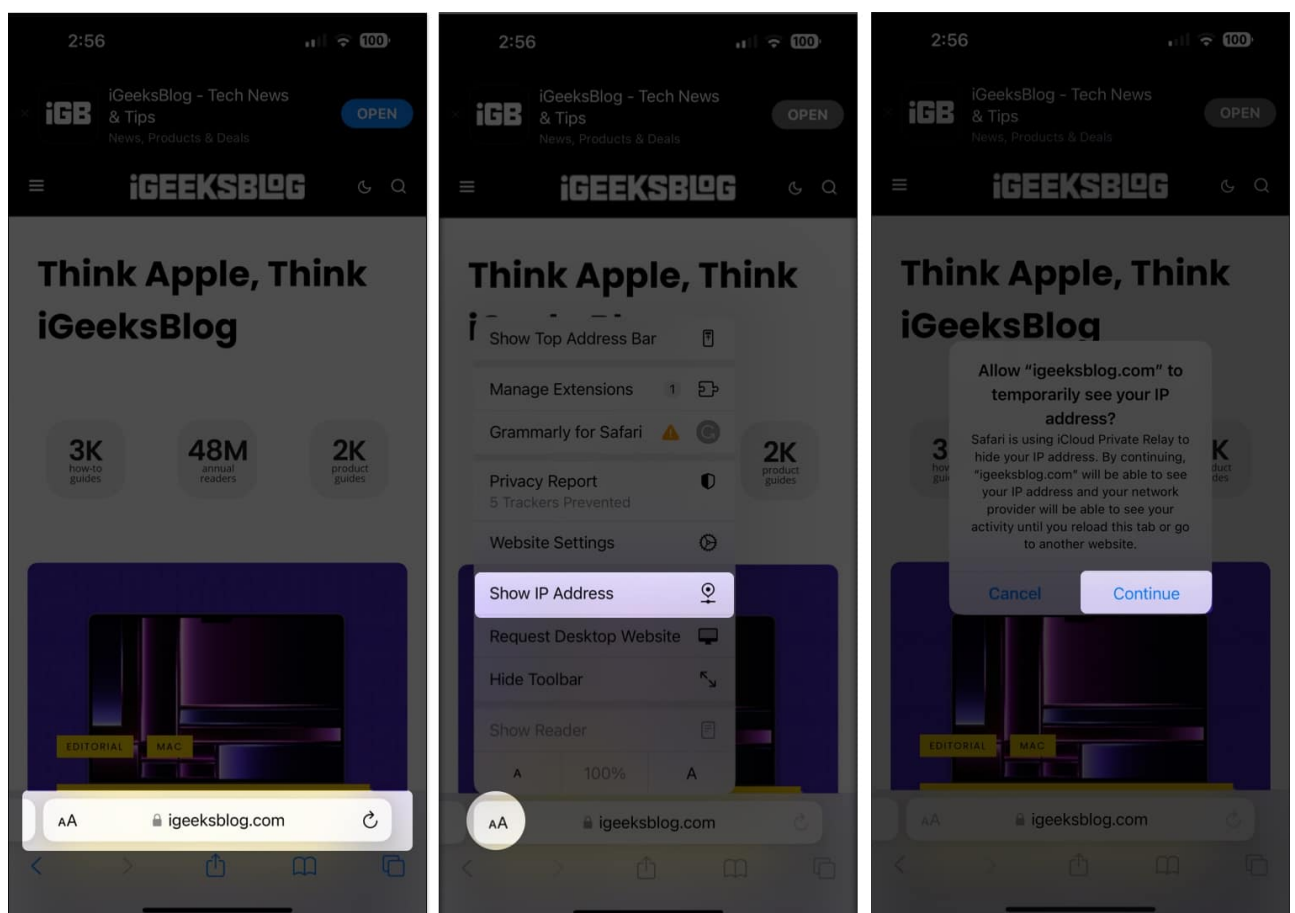 2:56
100
iGB
iGeeksBlog - Tech News
& Tips
News, Products & Deals
OPEN
iGEEKSBLOG
Think Apple, Think
iGeeksBlog
3K
how-to
guides
48M
annual
readers
2K
product
guides
EDITORIAL
MAC
AA
igeeksblog.com
2:56
100
iGB
iGeeksBlog - Tech News
& Tips
News, Products & Deals
OPEN
iGEEKSBLOG
Think Apple, Think
Show Top Address Bar
Manage Extensions 1
Grammarly for Safari
2K
product
guides
Privacy Report
5 Trackers Prevented
Website Settings
Show IP Address
Request Desktop Website
Hide Toolbar
Show Reader
A 100% A
AA
igeeksblog.com
2:56
100
iGB
iGeeksBlog - Tech News
& Tips
News, Products & Deals
OPEN
iGEEKSBLOG
Think Apple, Think
iGeeksBlog
Allow “igeeksblog.com” to
temporarily see your IP
address?
Safari is using iCloud Private Relay to
hide your IP address. By continuing,
“igeeksblog.com” will be able to see
your IP address and your network
provider will be able to see your
activity until you reload this tab or go
to another website.
Cancel
Continue
EDITORIAL
MAC
AA
igeeksblog.com